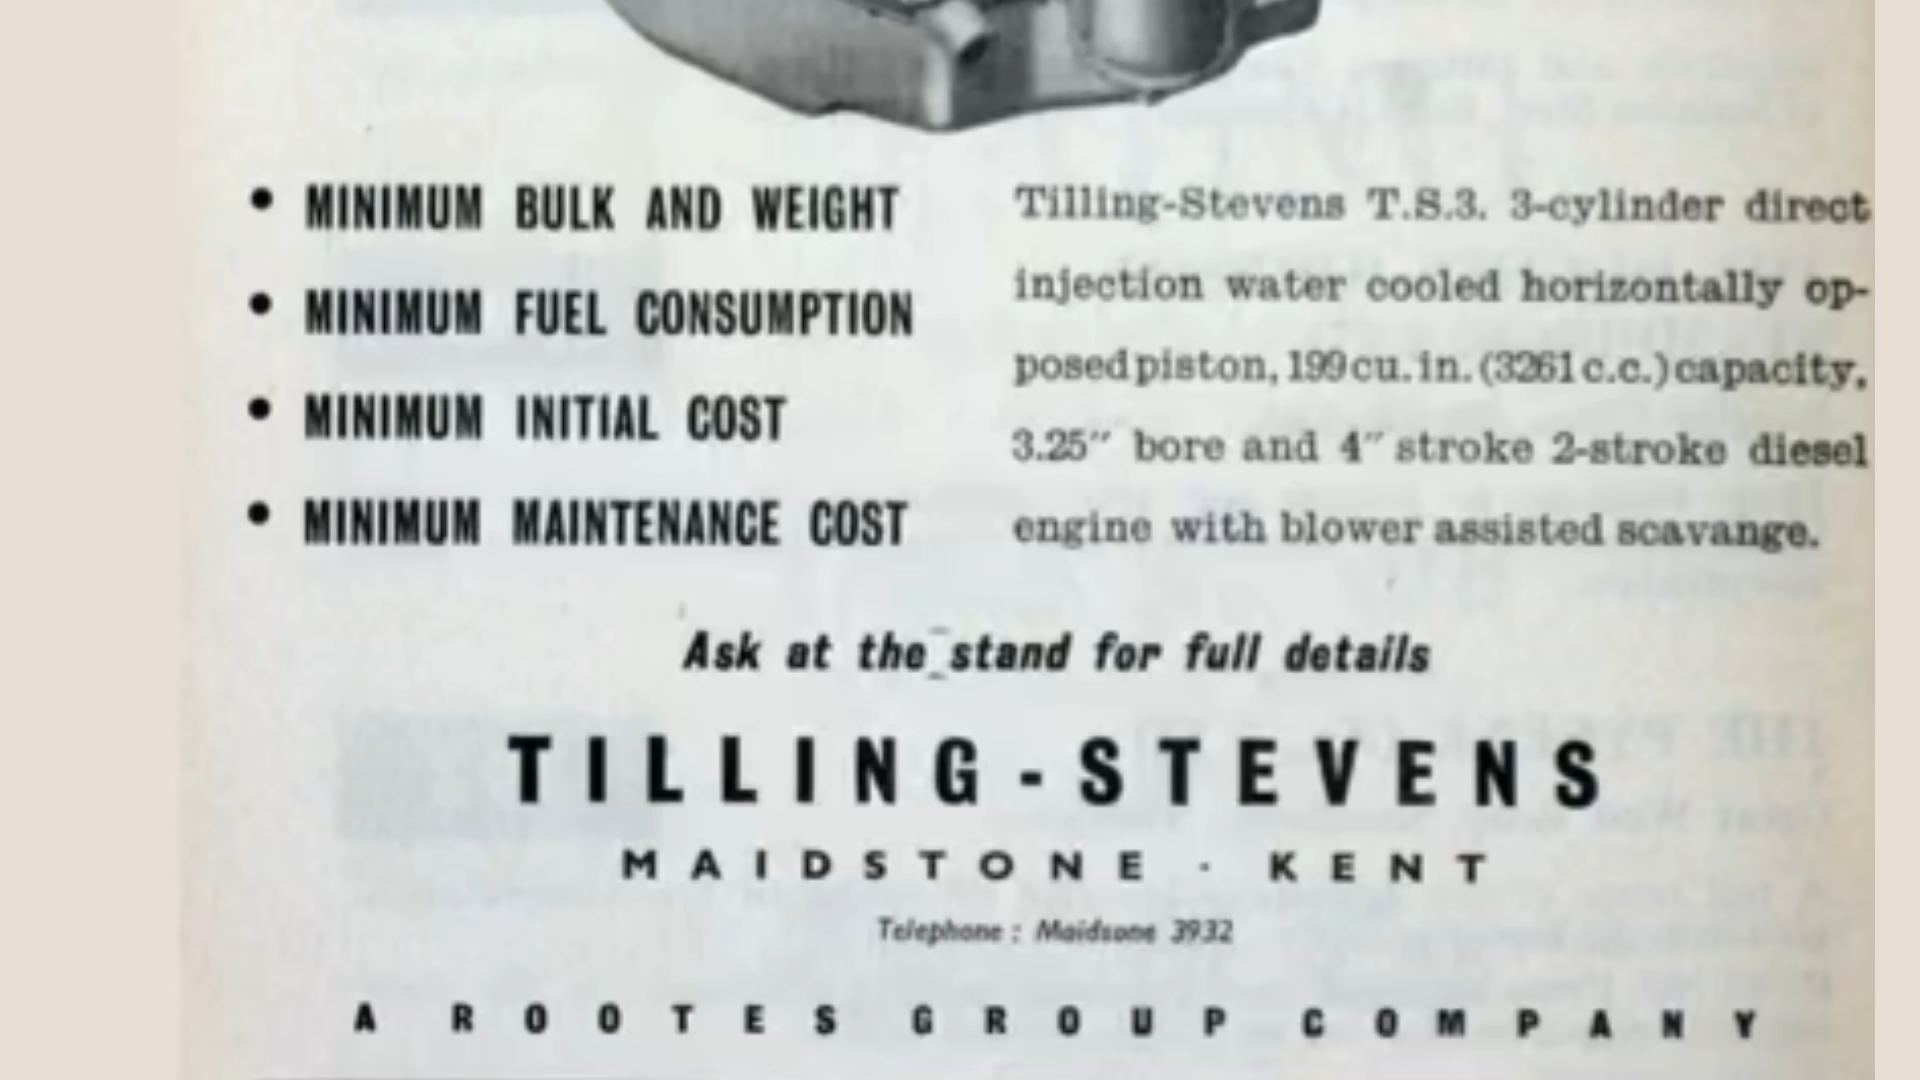 • MINIMUM BULK AND WEIGHT
• MINIMUM FUEL CONSUMPTION
• MINIMUM INITIAL COST
• MINIMUM MAINTENANCE COST
Tilling-Stevens T.S.3. 3-cylinder direct
injection water cooled horizontally op-
posed piston, 199 cu. in. (3261 c.c.) capacity,
3.25″ bore and 4″ stroke 2-stroke diesel
engine with blower assisted scavange.
Ask at the stand for full details
TILLING-STEVENS
MAIDSTONE · KENT
Telephone : Maidsone 3932
A ROOTES GROUP COMPANY